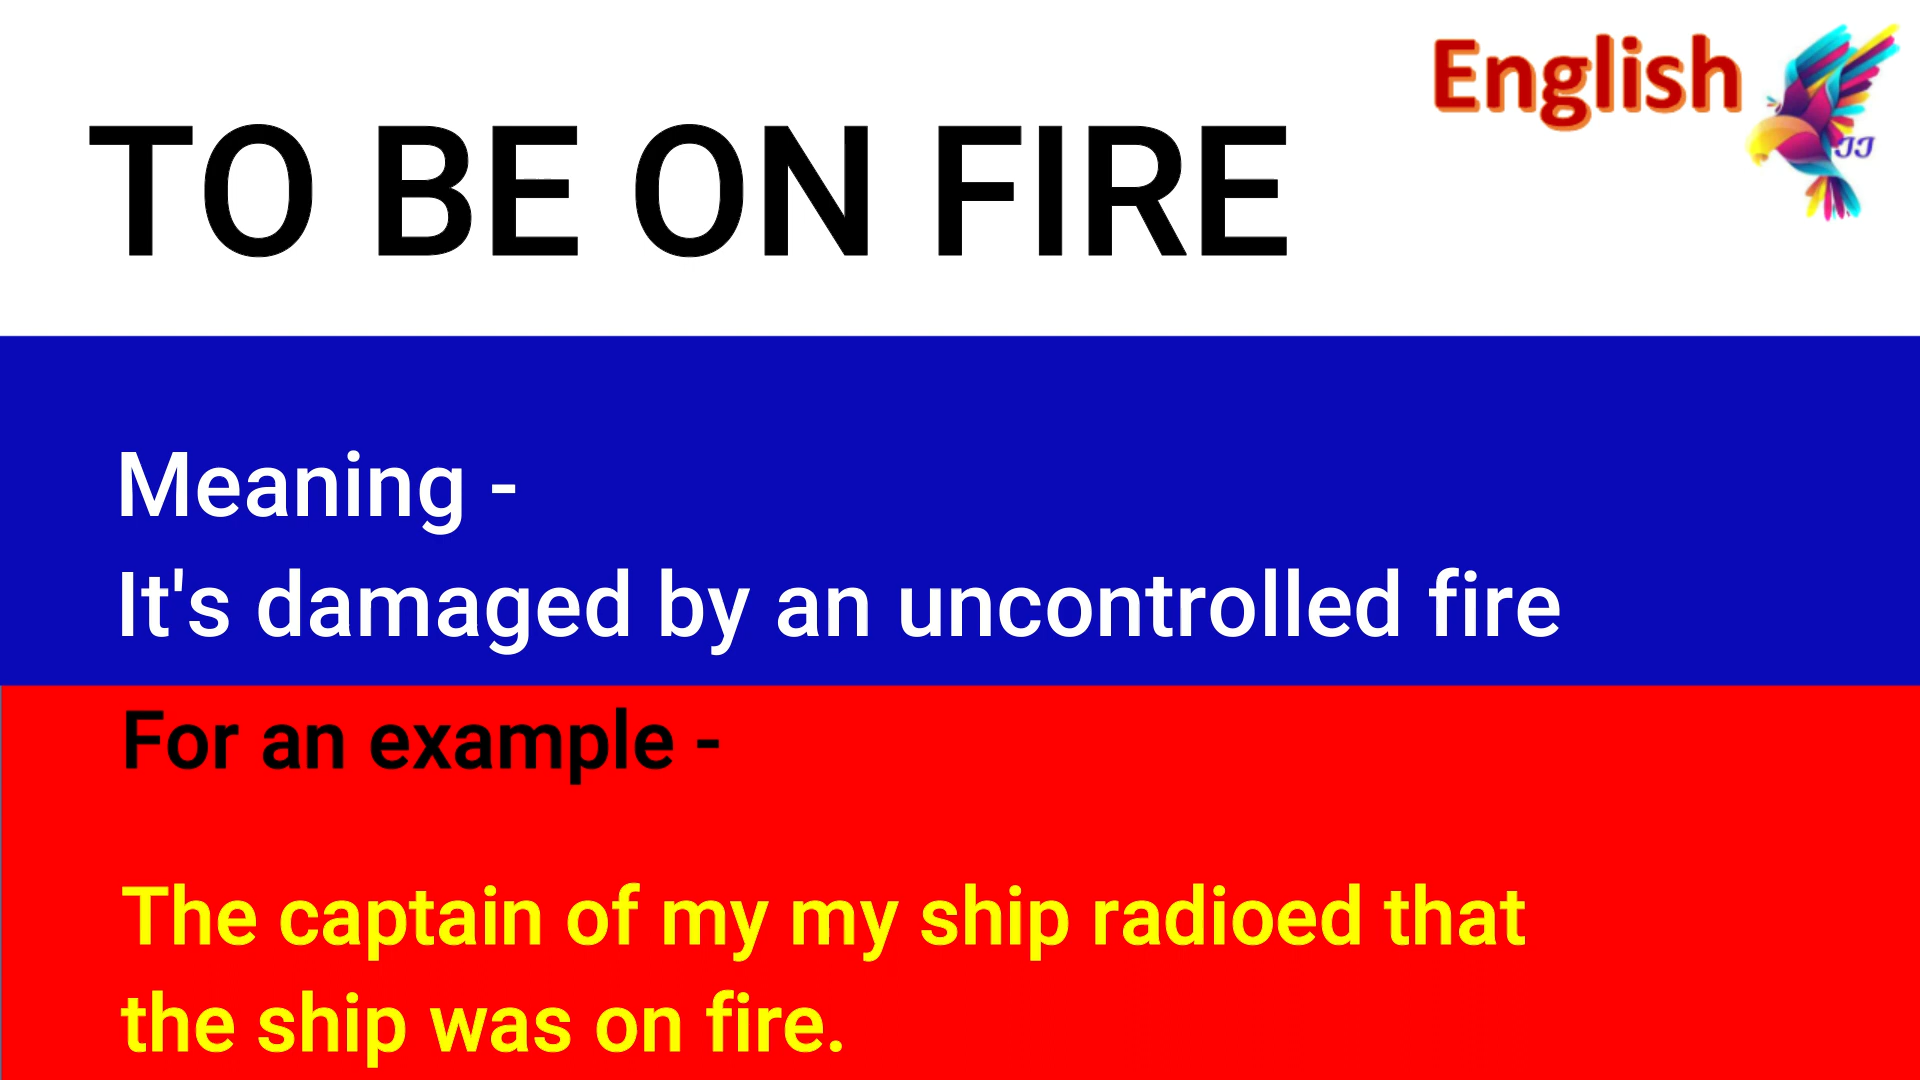 English
JJ
TO BE ON FIRE
Meaning -
It's damaged by an uncontrolled fire
For an example -
The captain of my my ship radioed that
the ship was on fire.